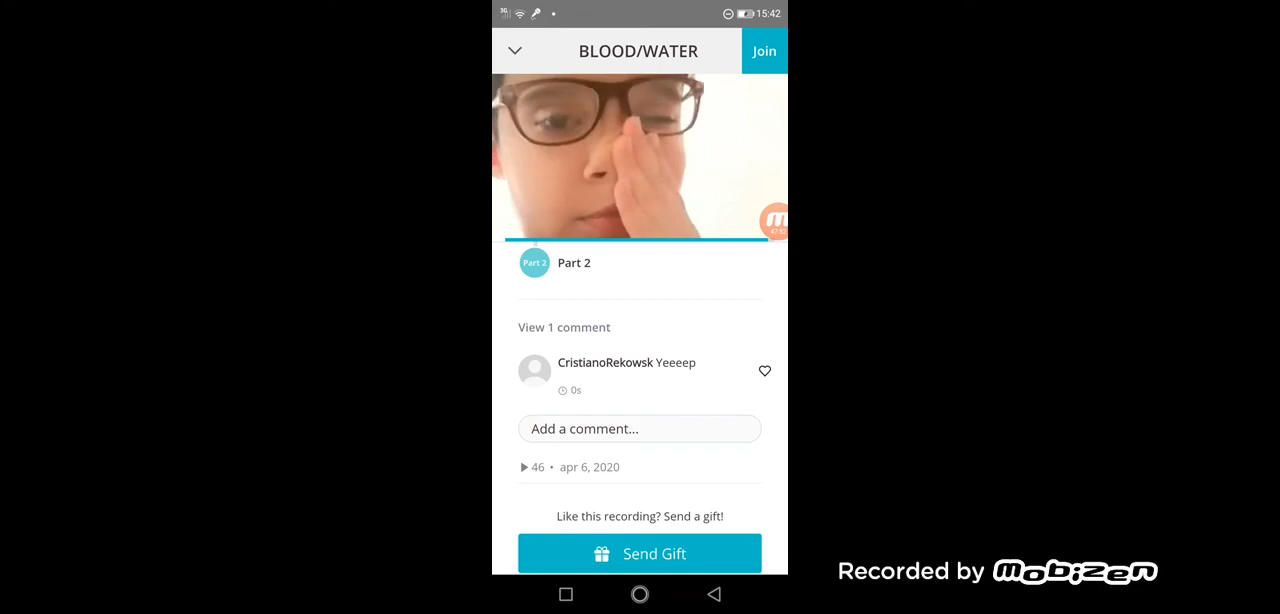 3G 15:42
BLOOD/WATER Join
Part 2 Part 2
View 1 comment
CristianoRekowsk Yeeeep
0s
Add a comment...
46 • apr 6, 2020
Like this recording? Send a gift!
Send Gift
Recorded by mobizen